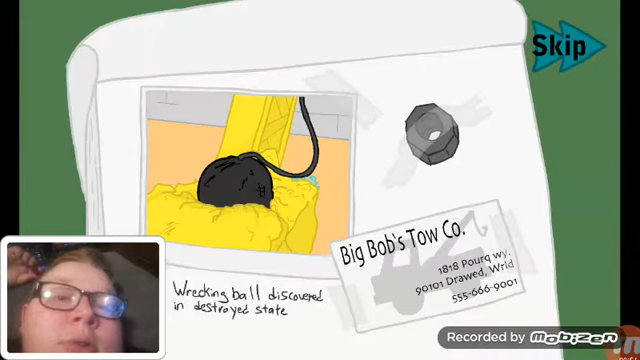 Skip
Big Bob's Tow Co.
1818 Pourq wy.
90101 Drawed, Wrld
555-666-9001
Wrecking ball discovered
in destroyed state
Recorded by mobizen